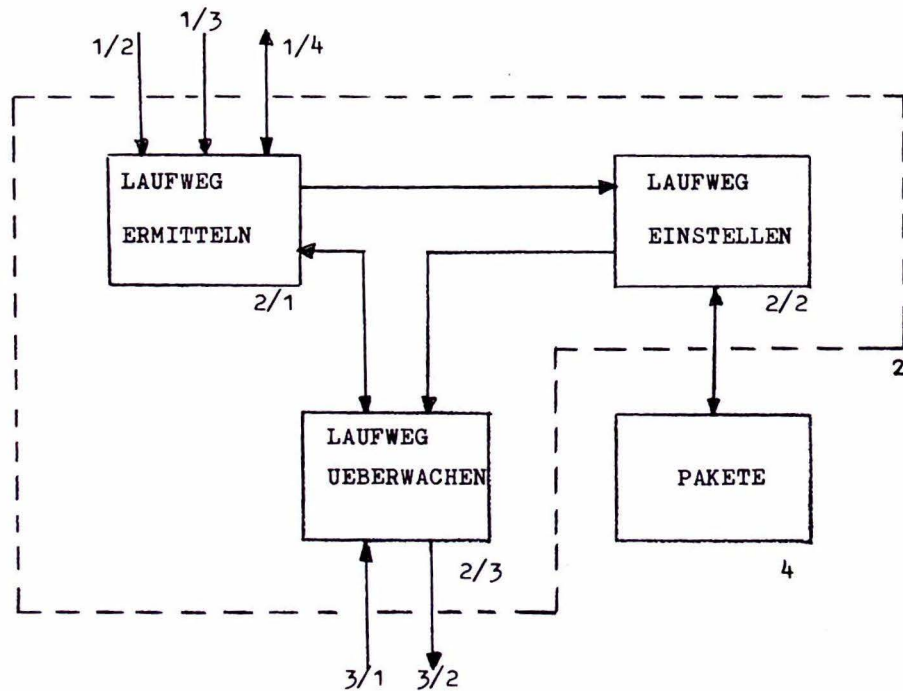 1/2
1/3
1/4
LAUFWEG
ERMITTELN
2/1
LAUFWEG
EINSTELLEN
2/2
2
LAUFWEG
UEBERWACHEN
2/3
PAKETE
4
3/1
3/2